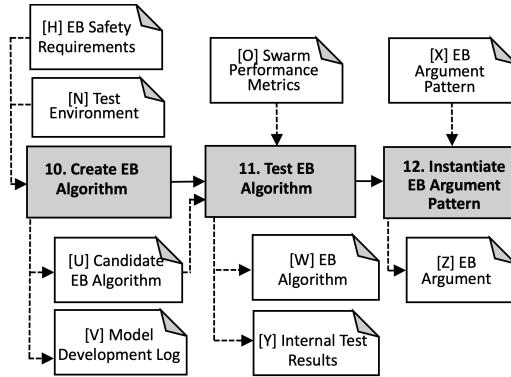 [H] EB Safety
Requirements
[N] Test
Environment
[O] Swarm
Performance
Metrics
[X] EB
Argument
Pattern
10. Create EB
Algorithm
11. Test EB
Algorithm
12. Instantiate
EB Argument
Pattern
[U] Candidate
EB Algorithm
[V] Model
Development Log
[W] EB
Algorithm
[Y] Internal Test
Results
[Z] EB
Argument